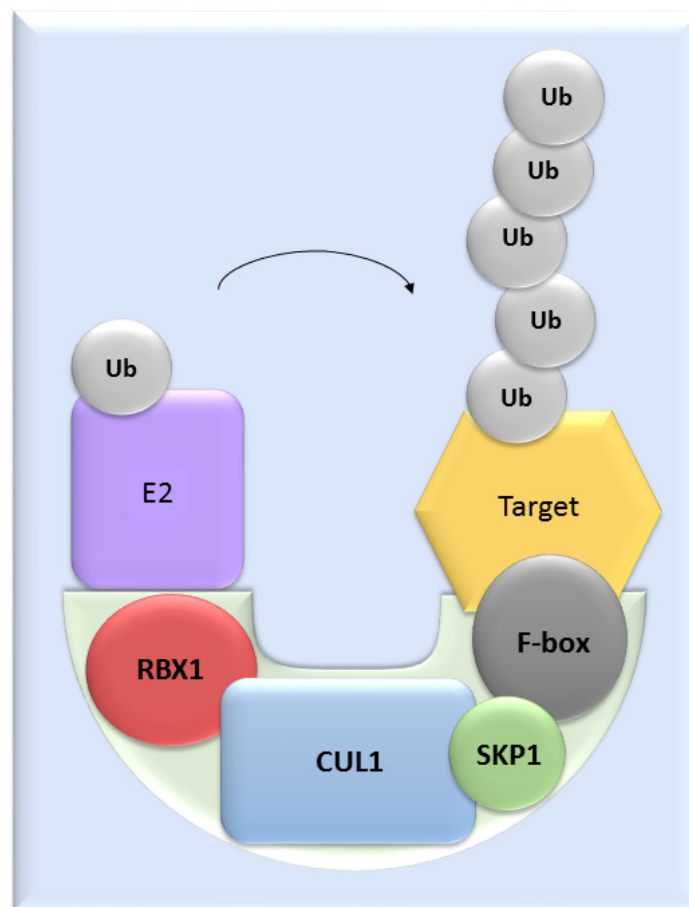 Ub
Ub
Ub
Ub
Ub
Ub
E2
Target
F-box
RBX1
CUL1
SKP1